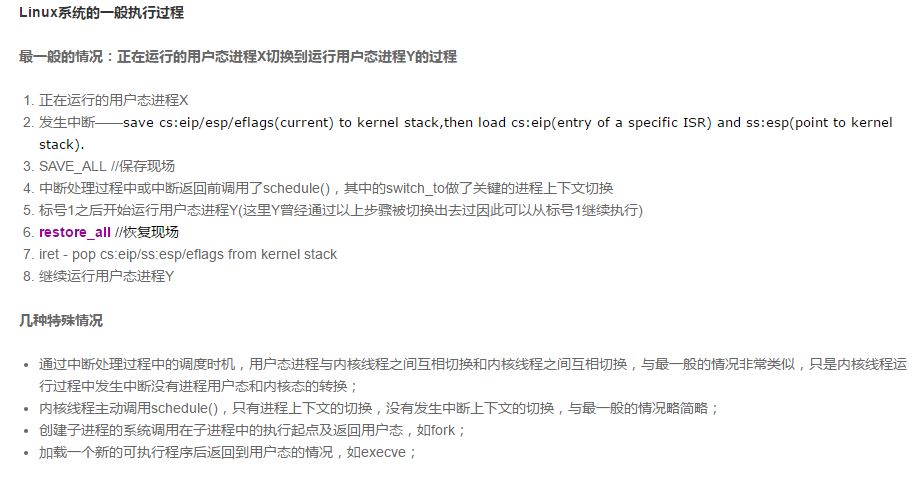 Linux系统的一般执行过程
最一般的情况：正在运行的用户态进程X切换到运行用户态进程Y的过程
1. 正在运行的用户态进程X
2. 发生中断——save cs:eip/esp/eflags(current) to kernel stack,then load cs:eip(entry of a specific ISR) and ss:esp(point to kernel
stack).
3. SAVE_ALL //保存现场
4. 中断处理过程中或中断返回前调用了schedule()，其中的switch_to做了关键的进程上下文切换
5. 标号1之后开始运行用户态进程Y(这里Y曾经通过以上步骤被切换出去过因此可以从标号1继续执行)
6. restore_all //恢复现场
7. iret - pop cs:eip/ss:esp/eflags from kernel stack
8. 继续运行用户态进程Y
几种特殊情况
• 通过中断处理过程中的调度时机，用户态进程与内核线程之间互相切换和内核线程之间互相切换，与最一般的情况非常类似，只是内核线程运
行过程中发生中断没有进程用户态和内核态的转换；
• 内核线程主动调用schedule()，只有进程上下文的切换，没有发生中断上下文的切换，与最一般的情况略简略；
• 创建子进程的系统调用在子进程中的执行起点及返回用户态，如fork；
• 加载一个新的可执行程序后返回到用户态的情况，如execve；